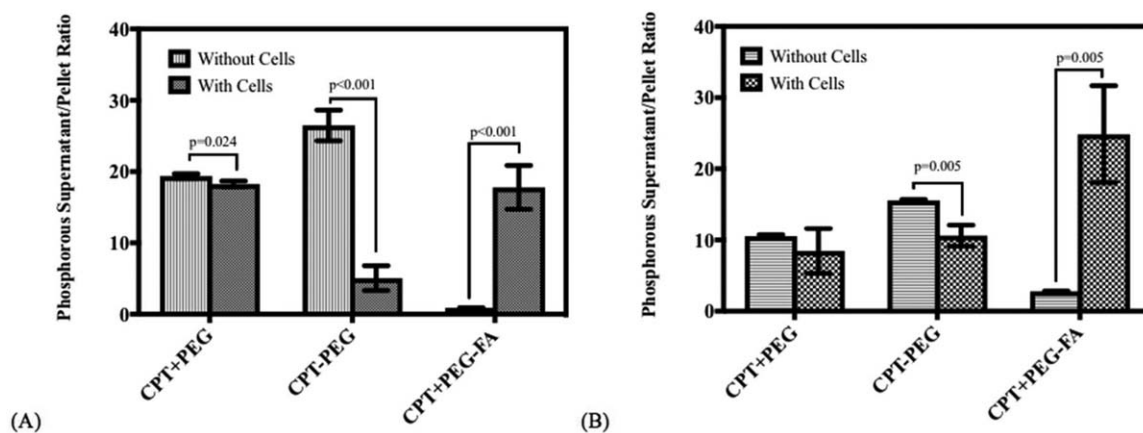 Phosphorous Supernatant/Pellet Ratio
40
30
20
10
0
Without Cells
With Cells
p=0.024
p<0.001
p<0.001
CPT+PEG
CPT-PEG
CPT+PEG-FA
(A)
Phosphorous Supernatant/Pellet Ratio
40
30
20
10
0
Without Cells
With Cells
p=0.005
p=0.005
CPT+PEG
CPT-PEG
CPT+PEG-FA
(B)